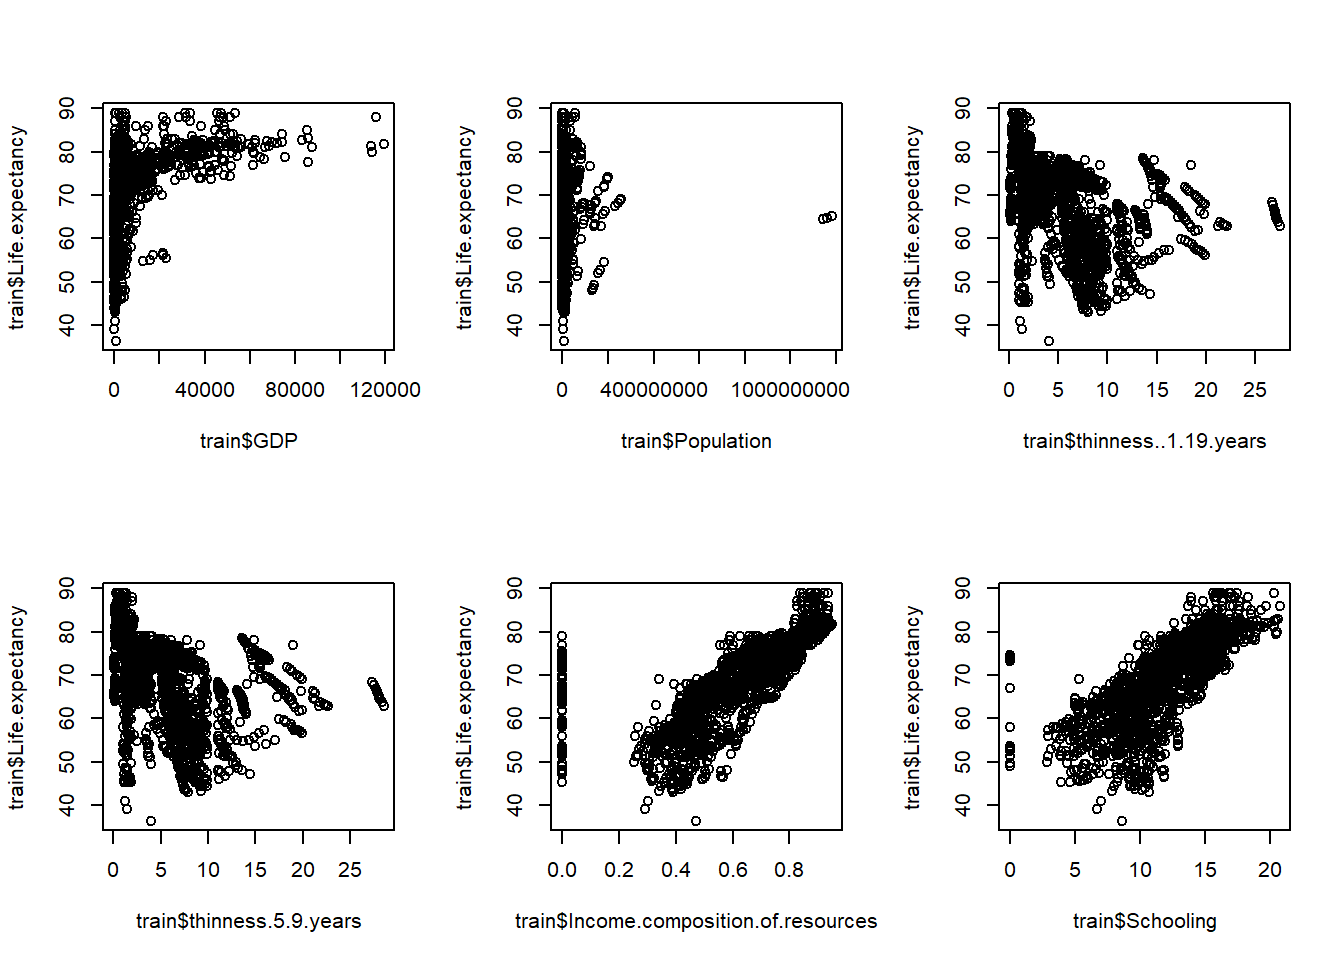 train$Life.expectancy
90
80
70
60
50
40
0 40000 80000 120000
train$GDP
train$Life.expectancy
90
80
70
60
50
40
0 400000000 1000000000
train$Population
train$Life.expectancy
90
80
70
60
50
40
0 5 10 15 20 25
train$thinness..1.19.years
train$Life.expectancy
90
80
70
60
50
40
0 5 10 15 20 25
train$thinness.5.9.years
train$Life.expectancy
90
80
70
60
50
40
0.0 0.2 0.4 0.6 0.8
train$Income.composition.of.resources
train$Life.expectancy
90
80
70
60
50
40
0 5 10 15 20
train$Schooling